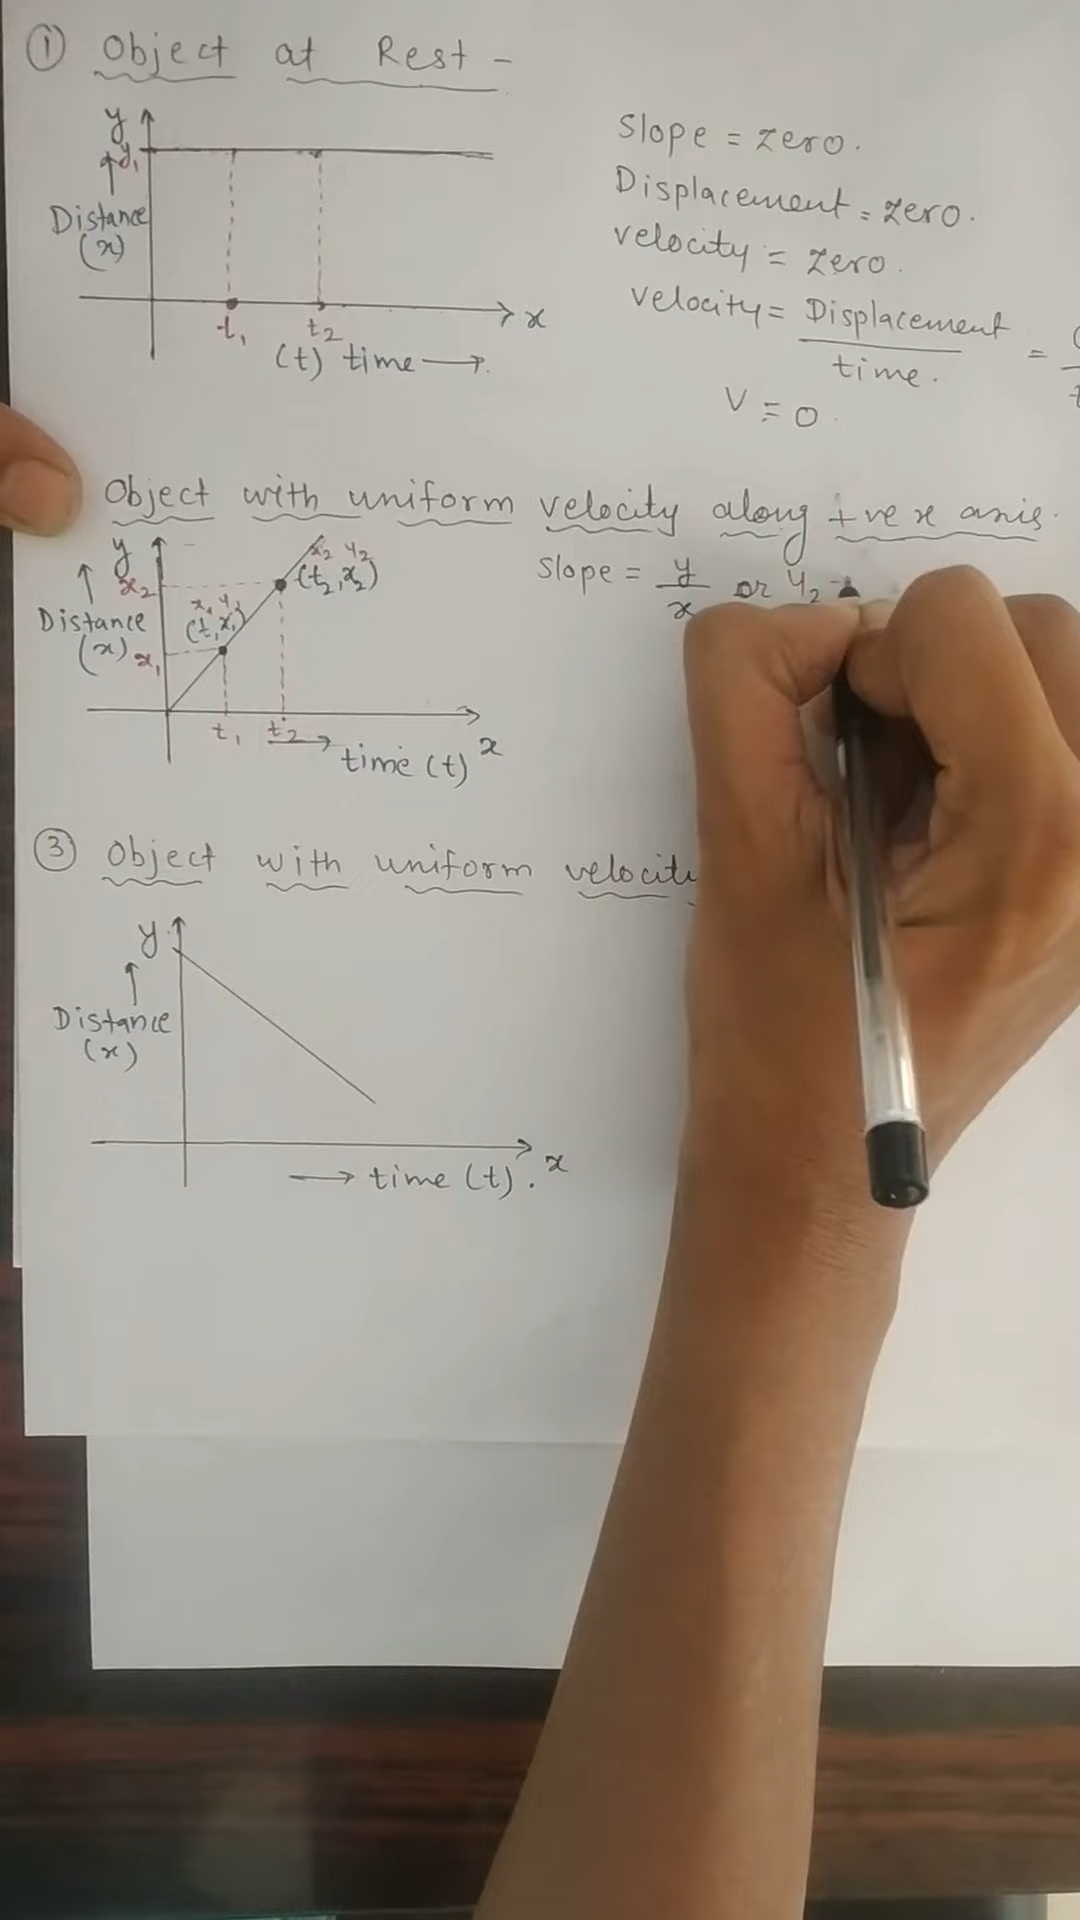 ① Object at Rest -
y
y₁
Distance
(x)
t₁ t₂
x
(t) time →
Slope = zero.
Displacement = zero.
velocity = zero.
velocity = Displacement
time.
=
V = 0.
Object with uniform velocity along +ve x axis.
y
x₂
Distance
(x) x₁
x₂ y₂
(t₂, x₂)
(t₁, x₁)
t₁ t₂
time (t) x
Slope = y/x or y₂ -
③ Object with uniform velocity
y
Distance
(x)
→ time (t). x